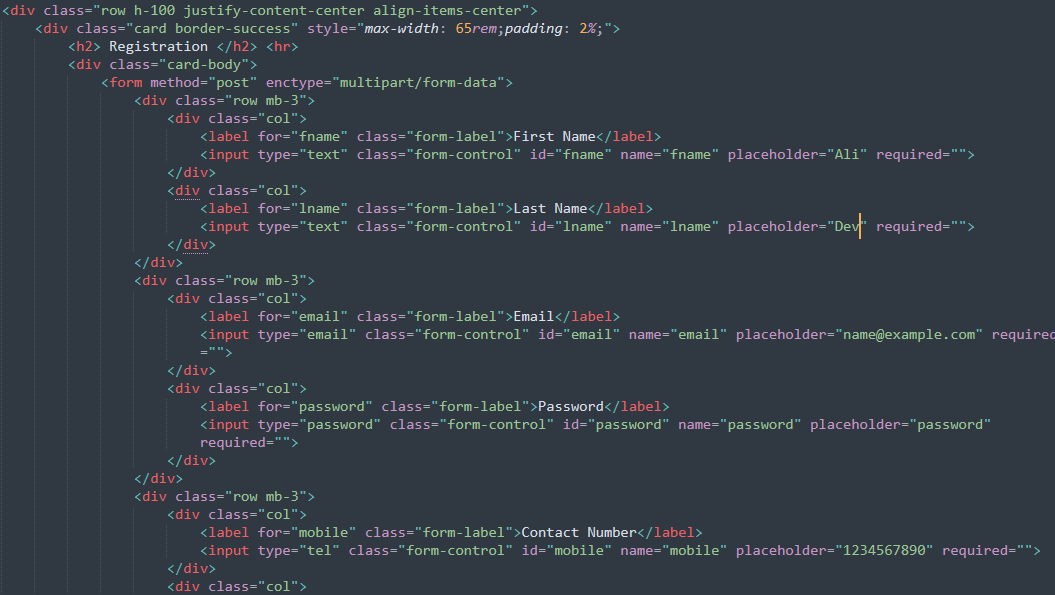 <div class="row h-100 justify-content-center align-items-center">
<div class="card border-success" style="max-width: 65rem;padding: 2%;">
<h2> Registration </h2> <hr>
<div class="card-body">
<form method="post" enctype="multipart/form-data">
<div class="row mb-3">
<div class="col">
<label for="fname" class="form-label">First Name</label>
<input type="text" class="form-control" id="fname" name="fname" placeholder="Ali" required="">
</div>
<div class="col">
<label for="lname" class="form-label">Last Name</label>
<input type="text" class="form-control" id="lname" name="lname" placeholder="Dev" required="">
</div>
</div>
<div class="row mb-3">
<div class="col">
<label for="email" class="form-label">Email</label>
<input type="email" class="form-control" id="email" name="email" placeholder="name@example.com" required
="">
</div>
<div class="col">
<label for="password" class="form-label">Password</label>
<input type="password" class="form-control" id="password" name="password" placeholder="password"
required="">
</div>
</div>
<div class="row mb-3">
<div class="col">
<label for="mobile" class="form-label">Contact Number</label>
<input type="tel" class="form-control" id="mobile" name="mobile" placeholder="1234567890" required="">
</div>
<div class="col">